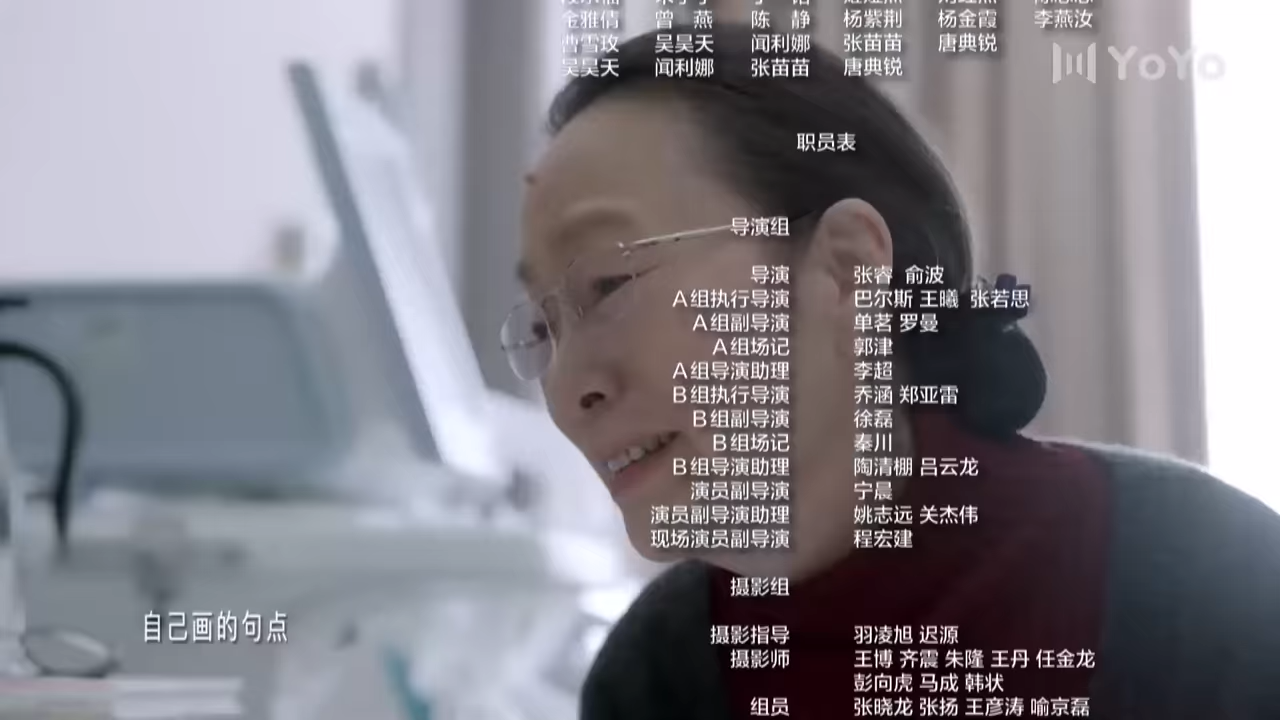 金雅倩 曾 燕 陈 静 杨紫荆 杨金霞 李燕汝
曹雪玫 吴昊天 闻利娜 张苗苗 唐典锐
吴昊天 闻利娜 张苗苗 唐典锐
YoYo
职员表
导演组
导演 张睿 俞波
A组执行导演 巴尔斯 王曦 张若思
A组副导演 单茗 罗曼
A组场记 郭津
A组导演助理 李超
B组执行导演 乔涵 郑亚雷
B组副导演 徐磊
B组场记 秦川
B组导演助理 陶清棚 吕云龙
演员副导演 宁晨
演员副导演助理 姚志远 关杰伟
现场演员副导演 程宏建
摄影组
自己画的句点
摄影指导 羽凌旭 迟源
摄影师 王博 齐震 朱隆 王丹 任金龙
彭向虎 马成 韩状
组员 张晓龙 张扬 王彦涛 喻京磊